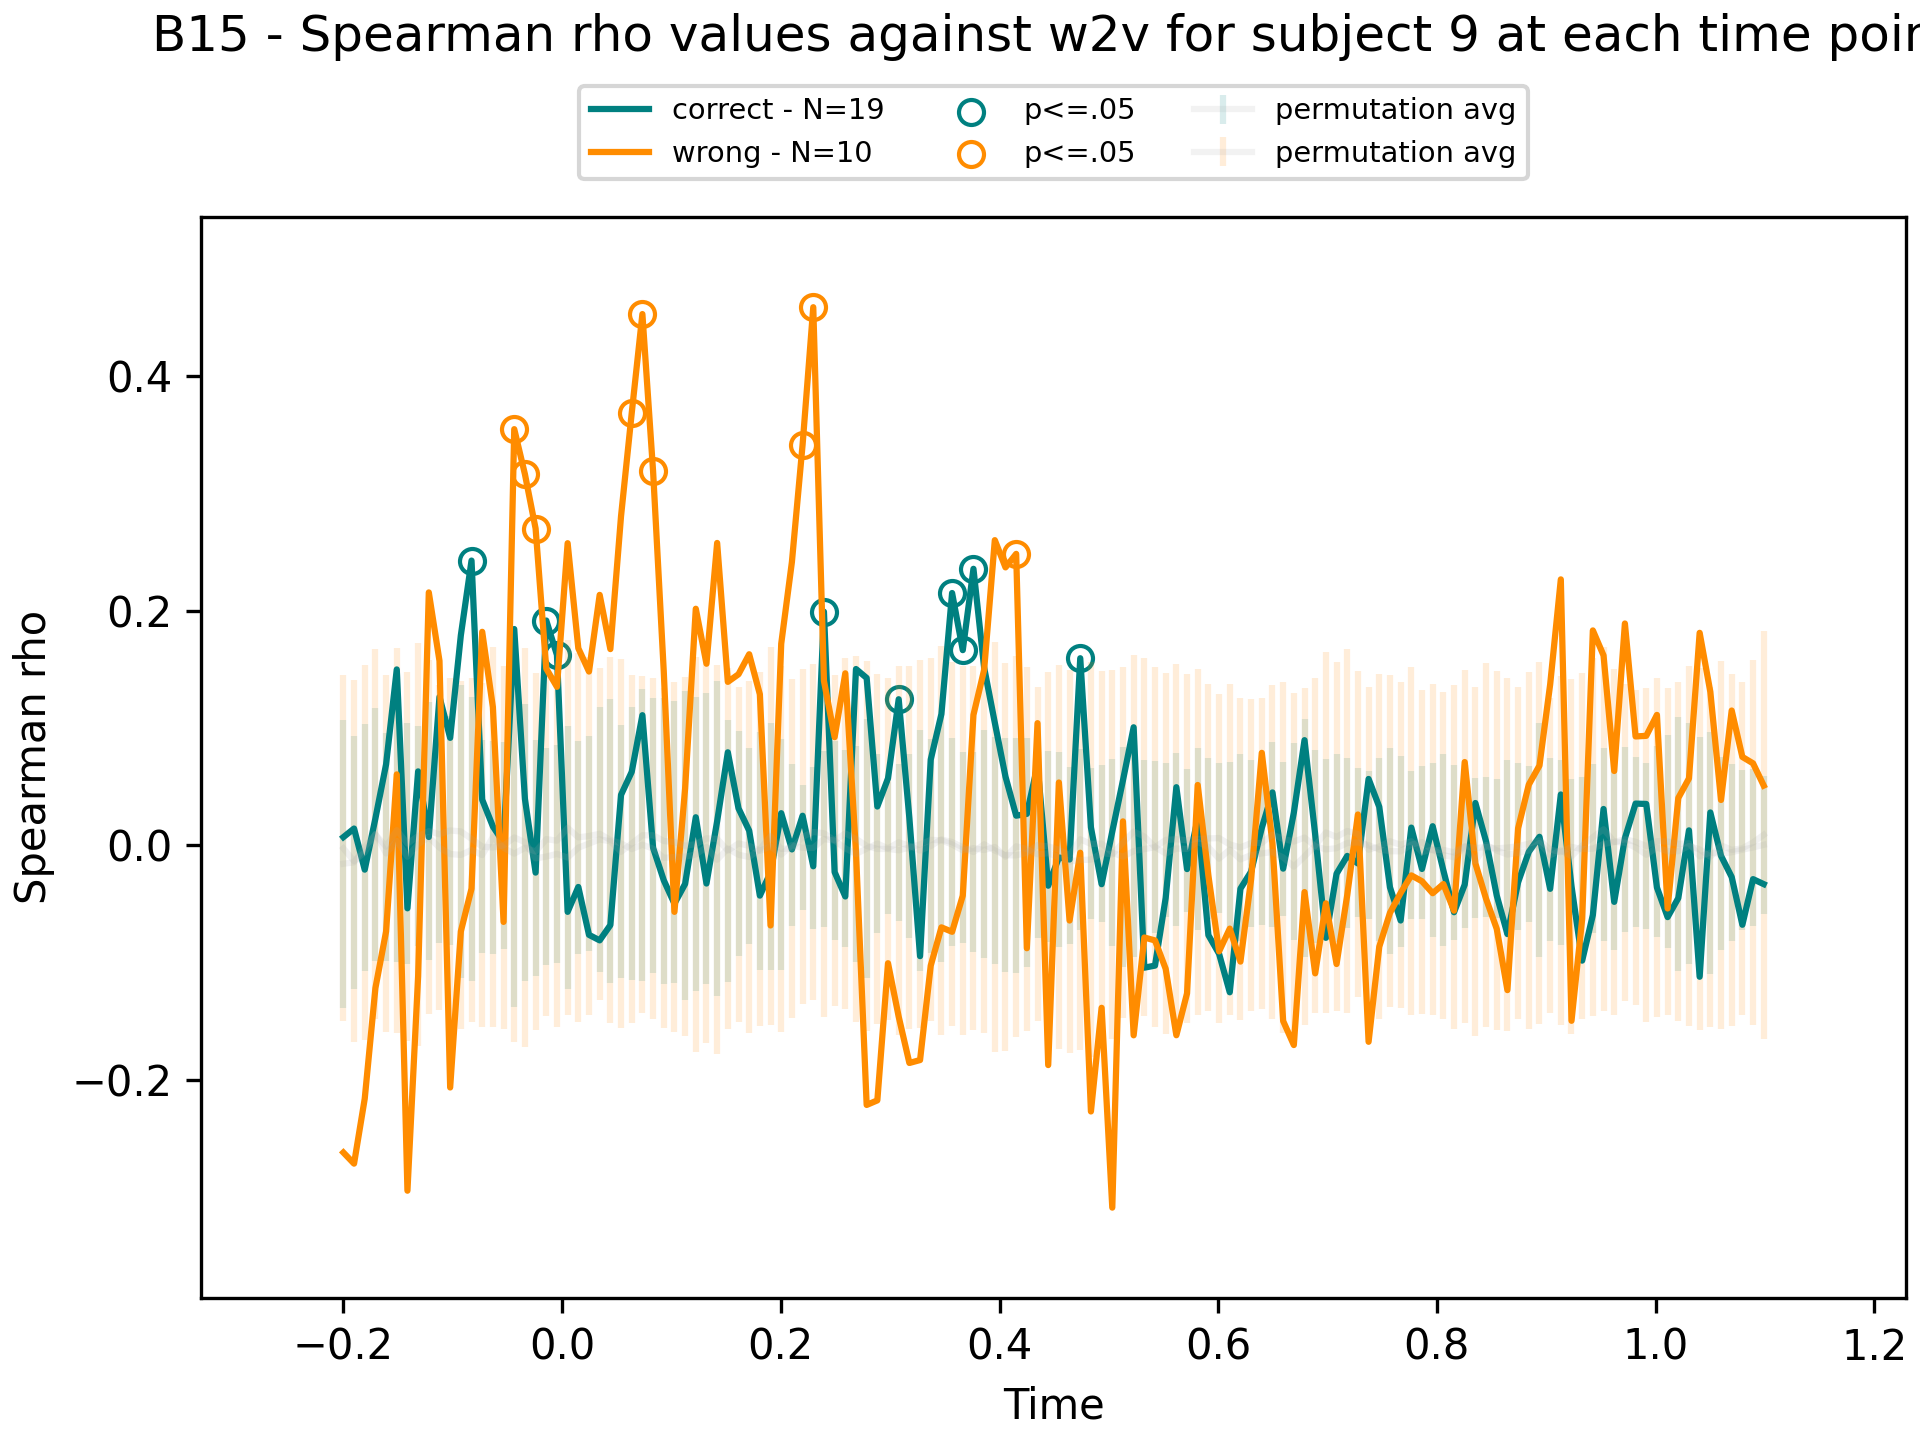 B15 - Spearman rho values against w2v for subject 9 at each time poin
correct - N=19
wrong - N=10
p<=.05
p<=.05
permutation avg
permutation avg
Spearman rho
0.4
0.2
0.0
−0.2
−0.2 0.0 0.2 0.4 0.6 0.8 1.0 1.2
Time